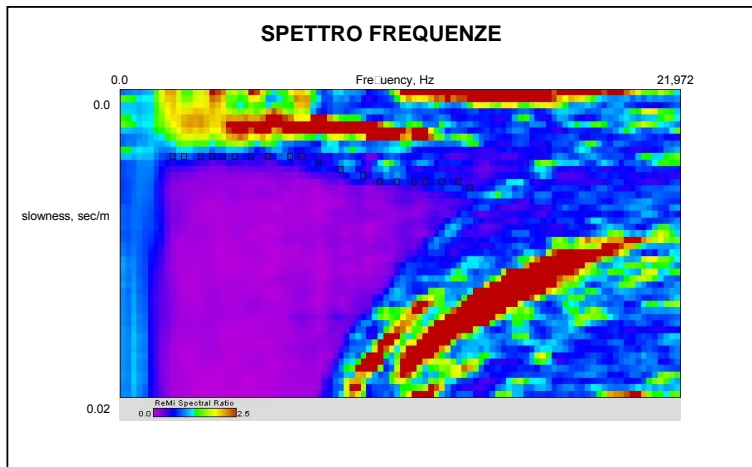 SPETTRO FREQUENZE
0.0 Fre□uency, Hz 21,972
0.0
slowness, sec/m
0.02
ReMi Spectral Ratio
0.0 2.5